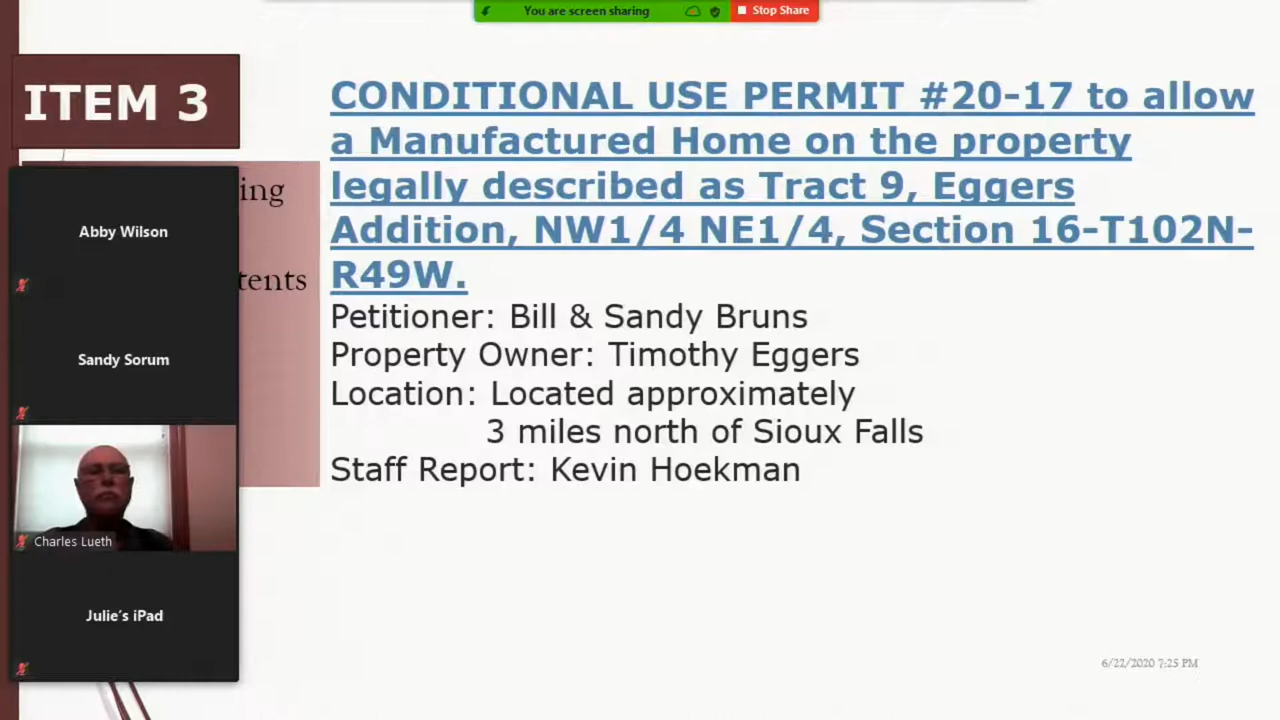 You are screen sharing
Stop Share
ITEM 3
CONDITIONAL USE PERMIT #20-17 to allow
a Manufactured Home on the property
legally described as Tract 9, Eggers
Addition, NW1/4 NE1/4, Section 16-T102N-
R49W.
Petitioner: Bill & Sandy Bruns
Property Owner: Timothy Eggers
Location: Located approximately
3 miles north of Sioux Falls
Staff Report: Kevin Hoekman
ing
tents
Abby Wilson
Sandy Sorum
Charles Lueth
Julie's iPad
6/22/2020 7:25 PM